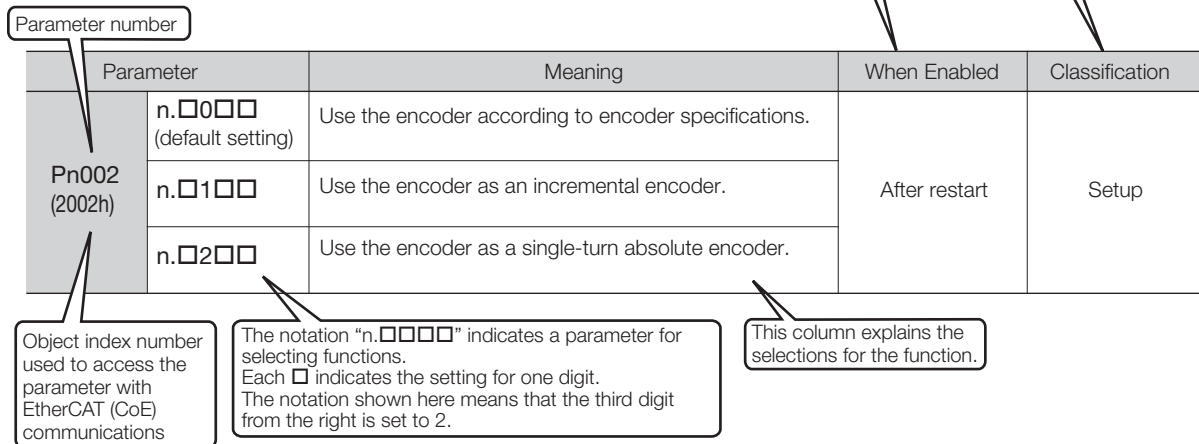 Parameter number
Parameter Meaning When Enabled Classification
Pn002
(2002h)
n.□0□□
(default setting)
Use the encoder according to encoder specifications.
n.□1□□
Use the encoder as an incremental encoder.
n.□2□□
Use the encoder as a single-turn absolute encoder.
After restart
Setup
Object index number
used to access the
parameter with
EtherCAT (CoE)
communications
The notation “n.□□□□” indicates a parameter for
selecting functions.
Each □ indicates the setting for one digit.
The notation shown here means that the third digit
from the right is set to 2.
This column explains the
selections for the function.